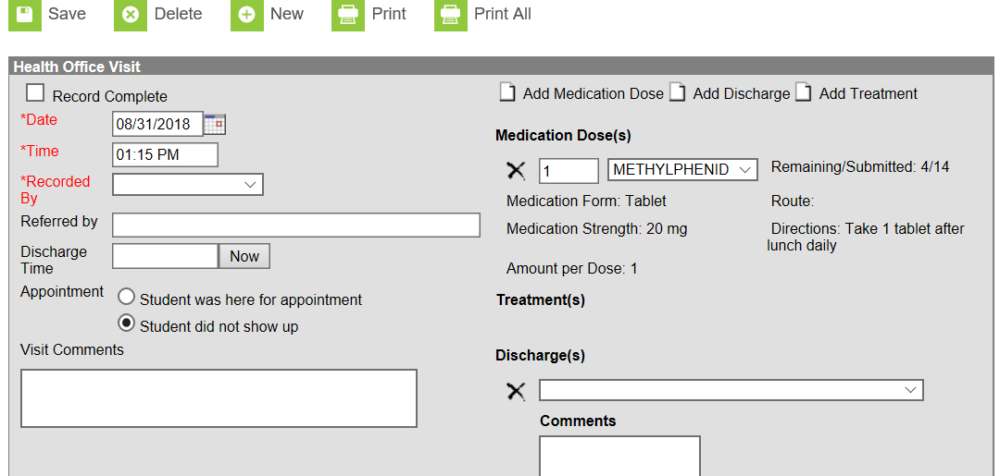 Save Delete New Print Print All
Health Office Visit
Record Complete
*Date 08/31/2018
*Time 01:15 PM
*Recorded
By
Referred by
Discharge
Time Now
Appointment Student was here for appointment
Student did not show up
Visit Comments
Add Medication Dose Add Discharge Add Treatment
Medication Dose(s)
1 METHYLPHENID Remaining/Submitted: 4/14
Medication Form: Tablet Route:
Medication Strength: 20 mg Directions: Take 1 tablet after
lunch daily
Amount per Dose: 1
Treatment(s)
Discharge(s)
Comments